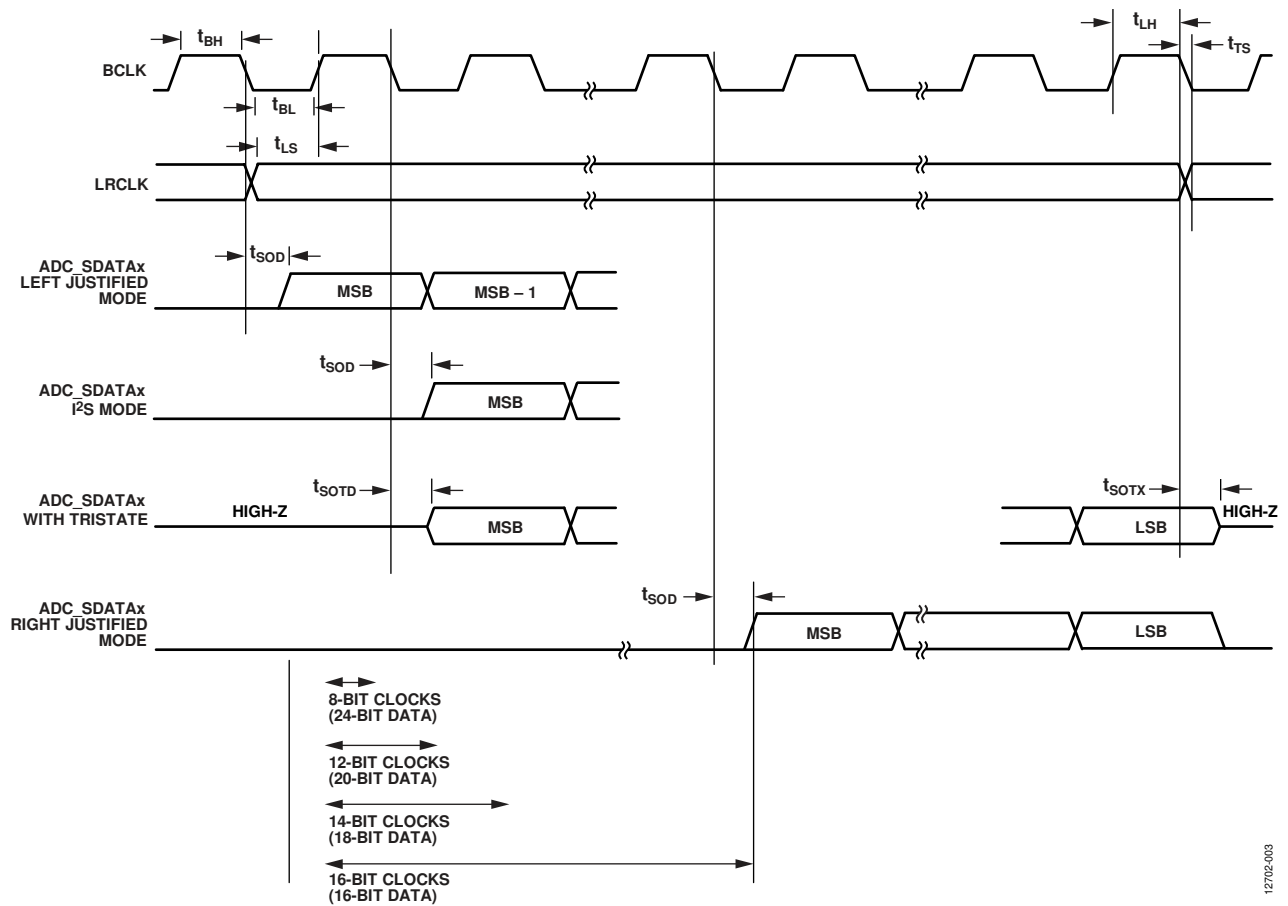 tBH
tLH
tTS
BCLK
tBL
tLS
LRCLK
tSOD
ADC_SDATAx
LEFT JUSTIFIED
MODE
MSB
MSB – 1
tSOD
ADC_SDATAx
I2S MODE
MSB
tSOTD
tSOTX
ADC_SDATAx
WITH TRISTATE
HIGH-Z
MSB
LSB
HIGH-Z
tSOD
ADC_SDATAx
RIGHT JUSTIFIED
MODE
MSB
LSB
8-BIT CLOCKS
(24-BIT DATA)
12-BIT CLOCKS
(20-BIT DATA)
14-BIT CLOCKS
(18-BIT DATA)
16-BIT CLOCKS
(16-BIT DATA)
12702-003